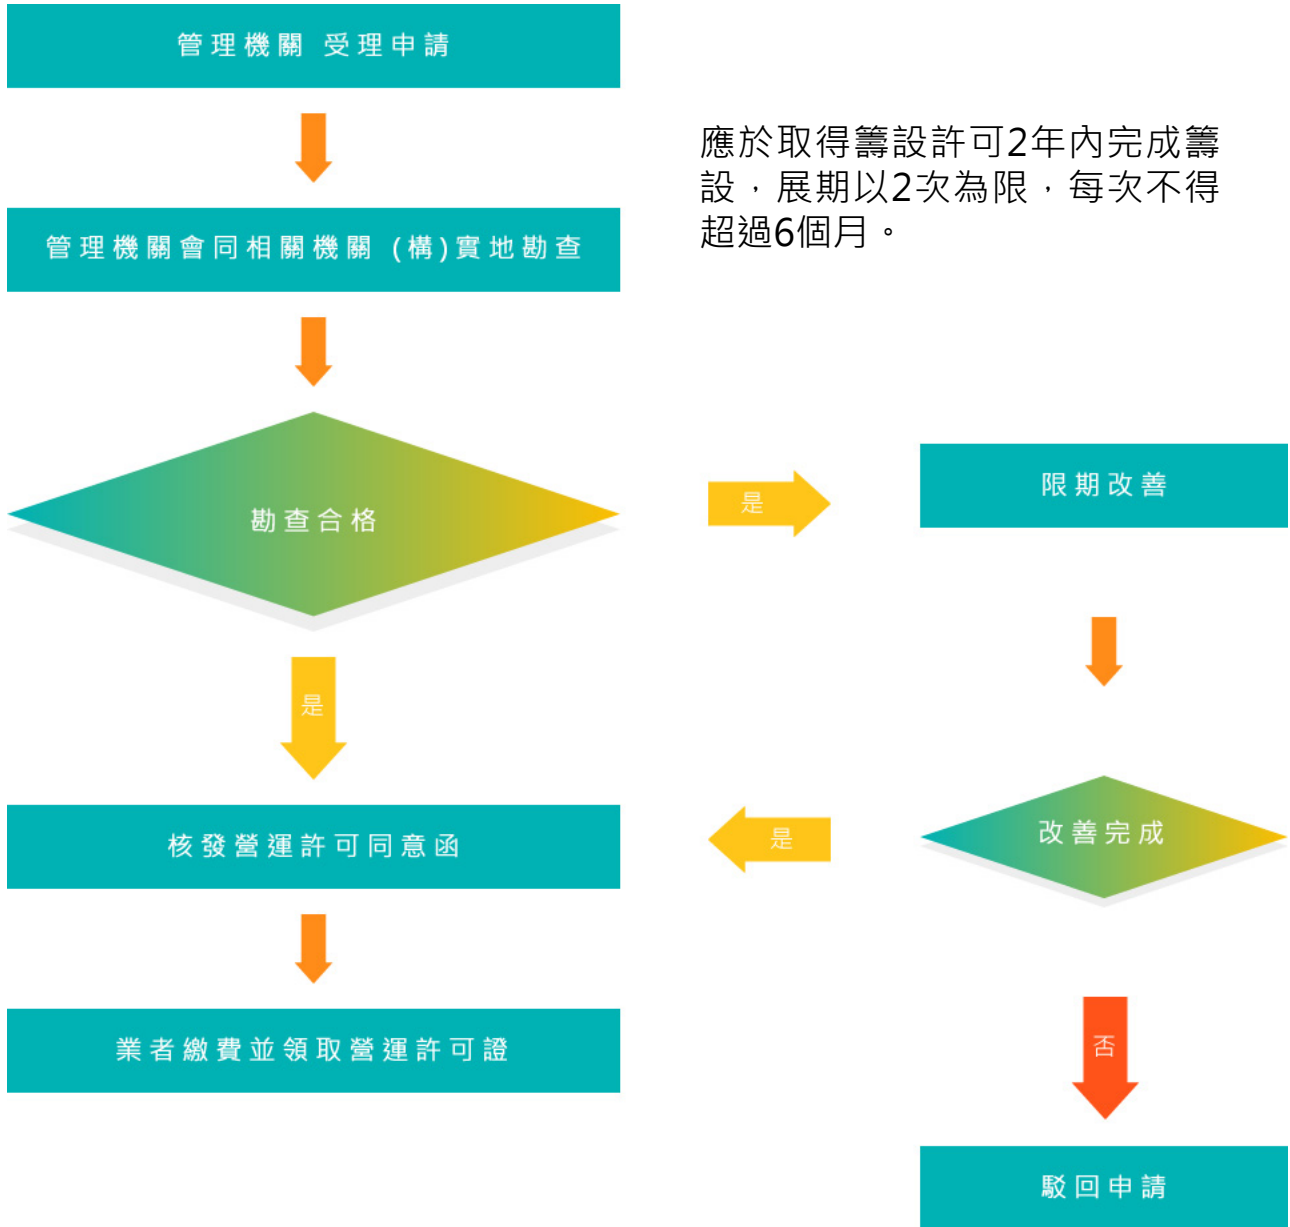 管理機關 受理申請
應於取得籌設許可2年內完成籌
設，展期以2次為限，每次不得
超過6個月。
管理機關會同相關機關 (構)實地勘查
勘查合格
是
限期改善
是
改善完成
是
核發營運許可同意函
業者繳費並領取營運許可證
否
駁回申請